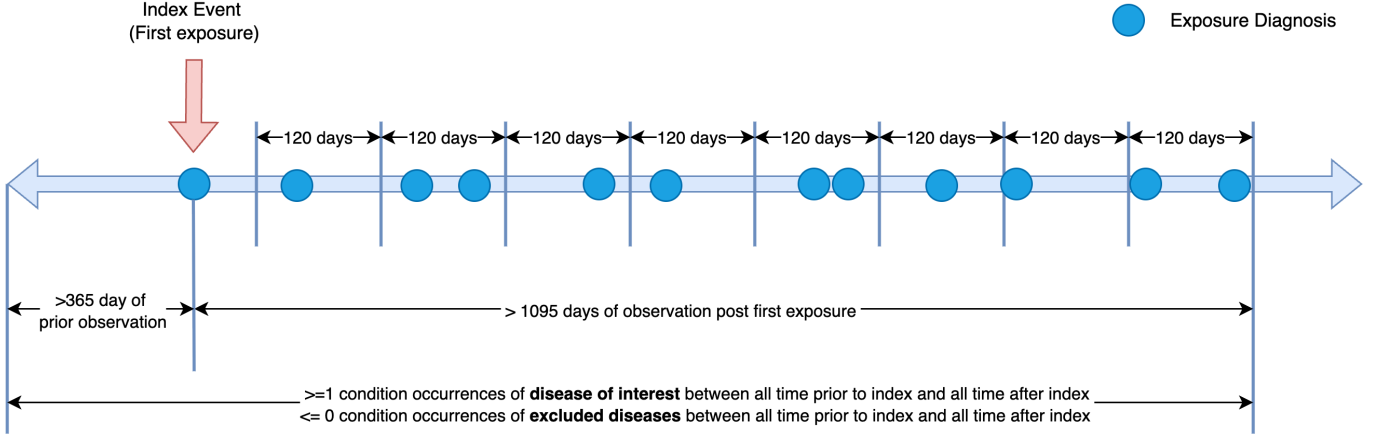 Index Event
(First exposure)
Exposure Diagnosis
120 days
120 days
120 days
120 days
120 days
120 days
120 days
120 days
>365 day of
prior observation
> 1095 days of observation post first exposure
>=1 condition occurrences of disease of interest between all time prior to index and all time after index
<= 0 condition occurrences of excluded diseases between all time prior to index and all time after index